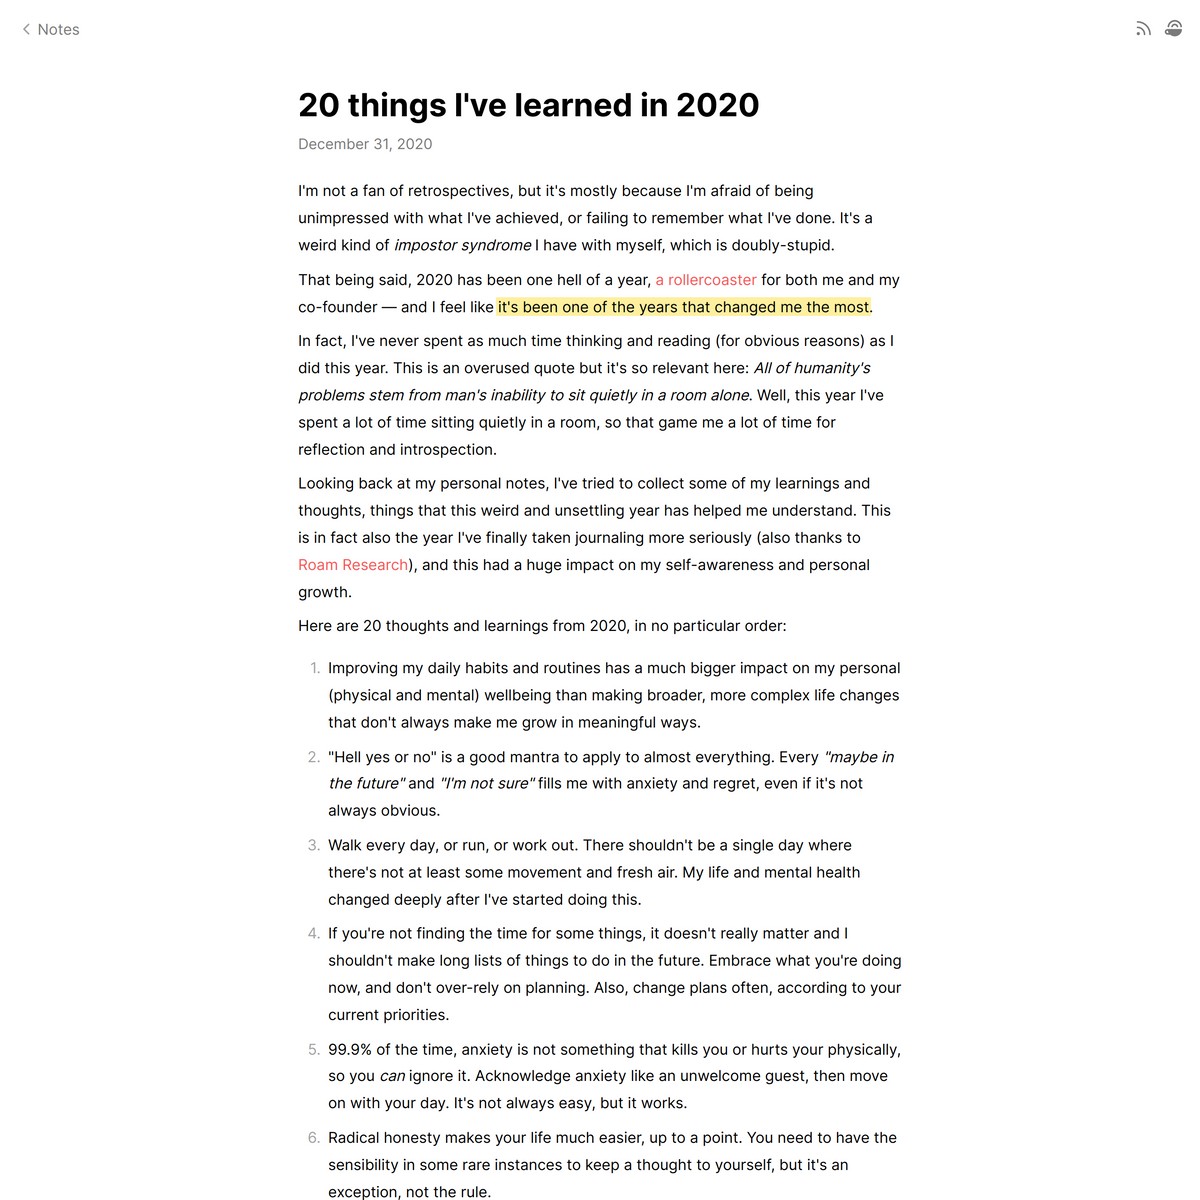 Notes
20 things I've learned in 2020
December 31, 2020
I'm not a fan of retrospectives, but it's mostly because I'm afraid of being
unimpressed with what I've achieved, or failing to remember what I've done. It's a
weird kind of impostor syndrome I have with myself, which is doubly-stupid.
That being said, 2020 has been one hell of a year, a rollercoaster for both me and my
co-founder — and I feel like it's been one of the years that changed me the most.
In fact, I've never spent as much time thinking and reading (for obvious reasons) as I
did this year. This is an overused quote but it's so relevant here: All of humanity's
problems stem from man's inability to sit quietly in a room alone. Well, this year I've
spent a lot of time sitting quietly in a room, so that game me a lot of time for
reflection and introspection.
Looking back at my personal notes, I've tried to collect some of my learnings and
thoughts, things that this weird and unsettling year has helped me understand. This
is in fact also the year I've finally taken journaling more seriously (also thanks to
Roam Research), and this had a huge impact on my self-awareness and personal
growth.
Here are 20 thoughts and learnings from 2020, in no particular order:
1. Improving my daily habits and routines has a much bigger impact on my personal
(physical and mental) wellbeing than making broader, more complex life changes
that don't always make me grow in meaningful ways.
2. "Hell yes or no" is a good mantra to apply to almost everything. Every "maybe in
the future" and "I'm not sure" fills me with anxiety and regret, even if it's not
always obvious.
3. Walk every day, or run, or work out. There shouldn't be a single day where
there's not at least some movement and fresh air. My life and mental health
changed deeply after I've started doing this.
4. If you're not finding the time for some things, it doesn't really matter and I
shouldn't make long lists of things to do in the future. Embrace what you're doing
now, and don't over-rely on planning. Also, change plans often, according to your
current priorities.
5. 99.9% of the time, anxiety is not something that kills you or hurts your physically,
so you can ignore it. Acknowledge anxiety like an unwelcome guest, then move
on with your day. It's not always easy, but it works.
6. Radical honesty makes your life much easier, up to a point. You need to have the
sensibility in some rare instances to keep a thought to yourself, but it's an
exception, not the rule.